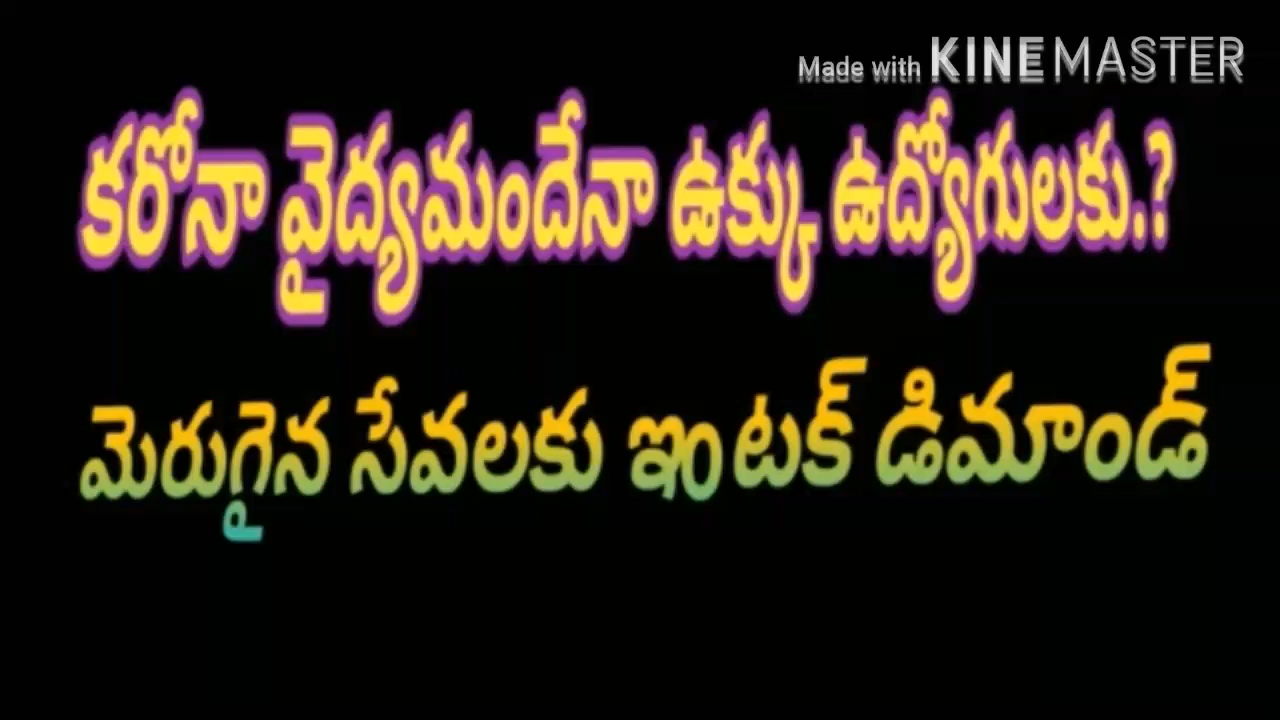 Made with KINEMASTER
కరోనా వైద్యమందేనా ఉక్కు ఉద్యోగులకు.?
మెరుగైన సేవలకు ఇంటక్ డిమాండ్